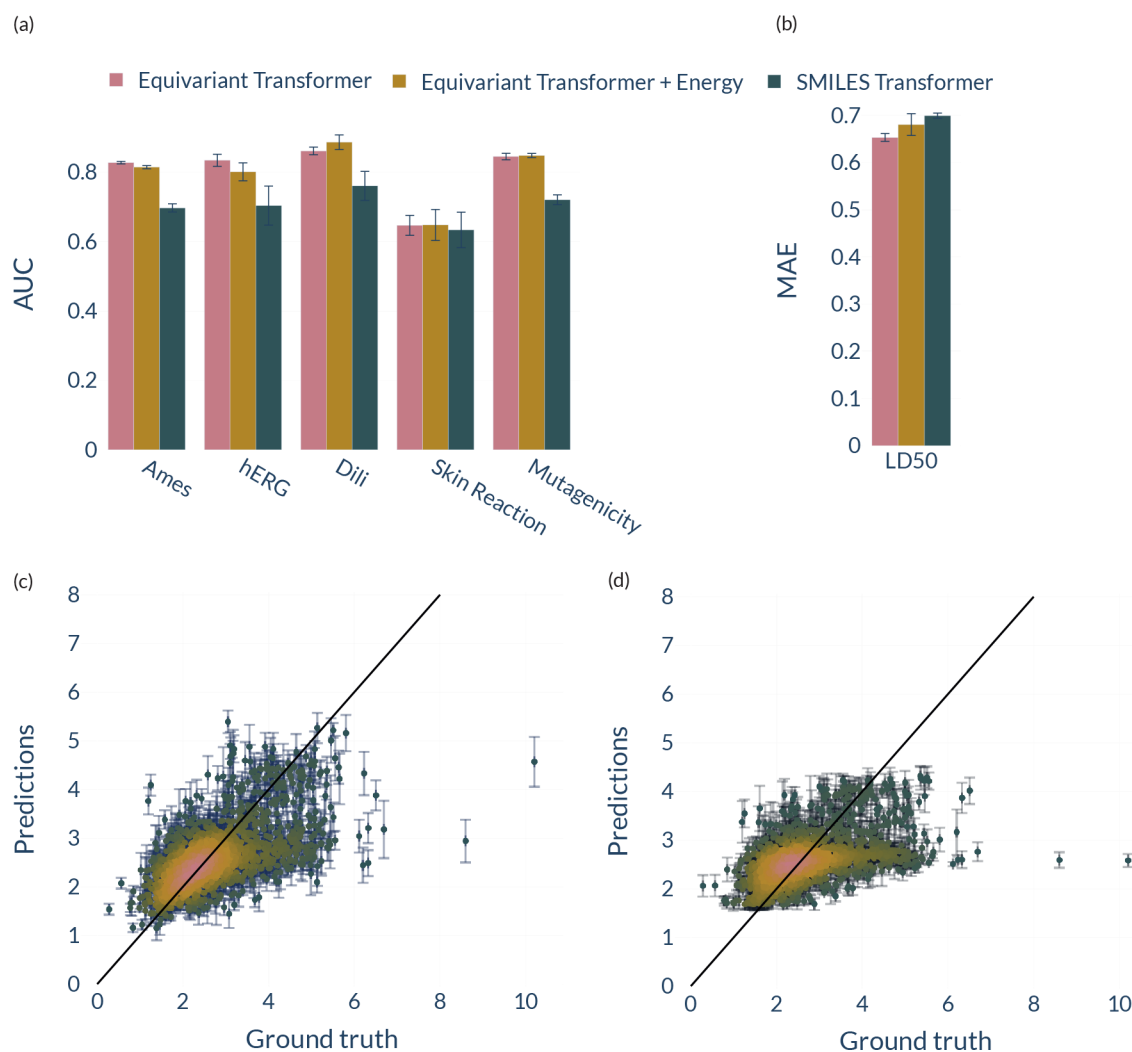 (a)
(b)
Equivariant Transformer Equivariant Transformer + Energy SMILES Transformer
AUC
0.8
0.6
0.4
0.2
0
Ames hERG Dili Skin Reaction Mutagenicity
MAE
0.7
0.6
0.5
0.4
0.3
0.2
0.1
0
LD50
(c)
Predictions
8
7
6
5
4
3
2
1
0
0 2 4 6 8 10
Ground truth
(d)
Predictions
8
7
6
5
4
3
2
1
0
0 2 4 6 8 10
Ground truth